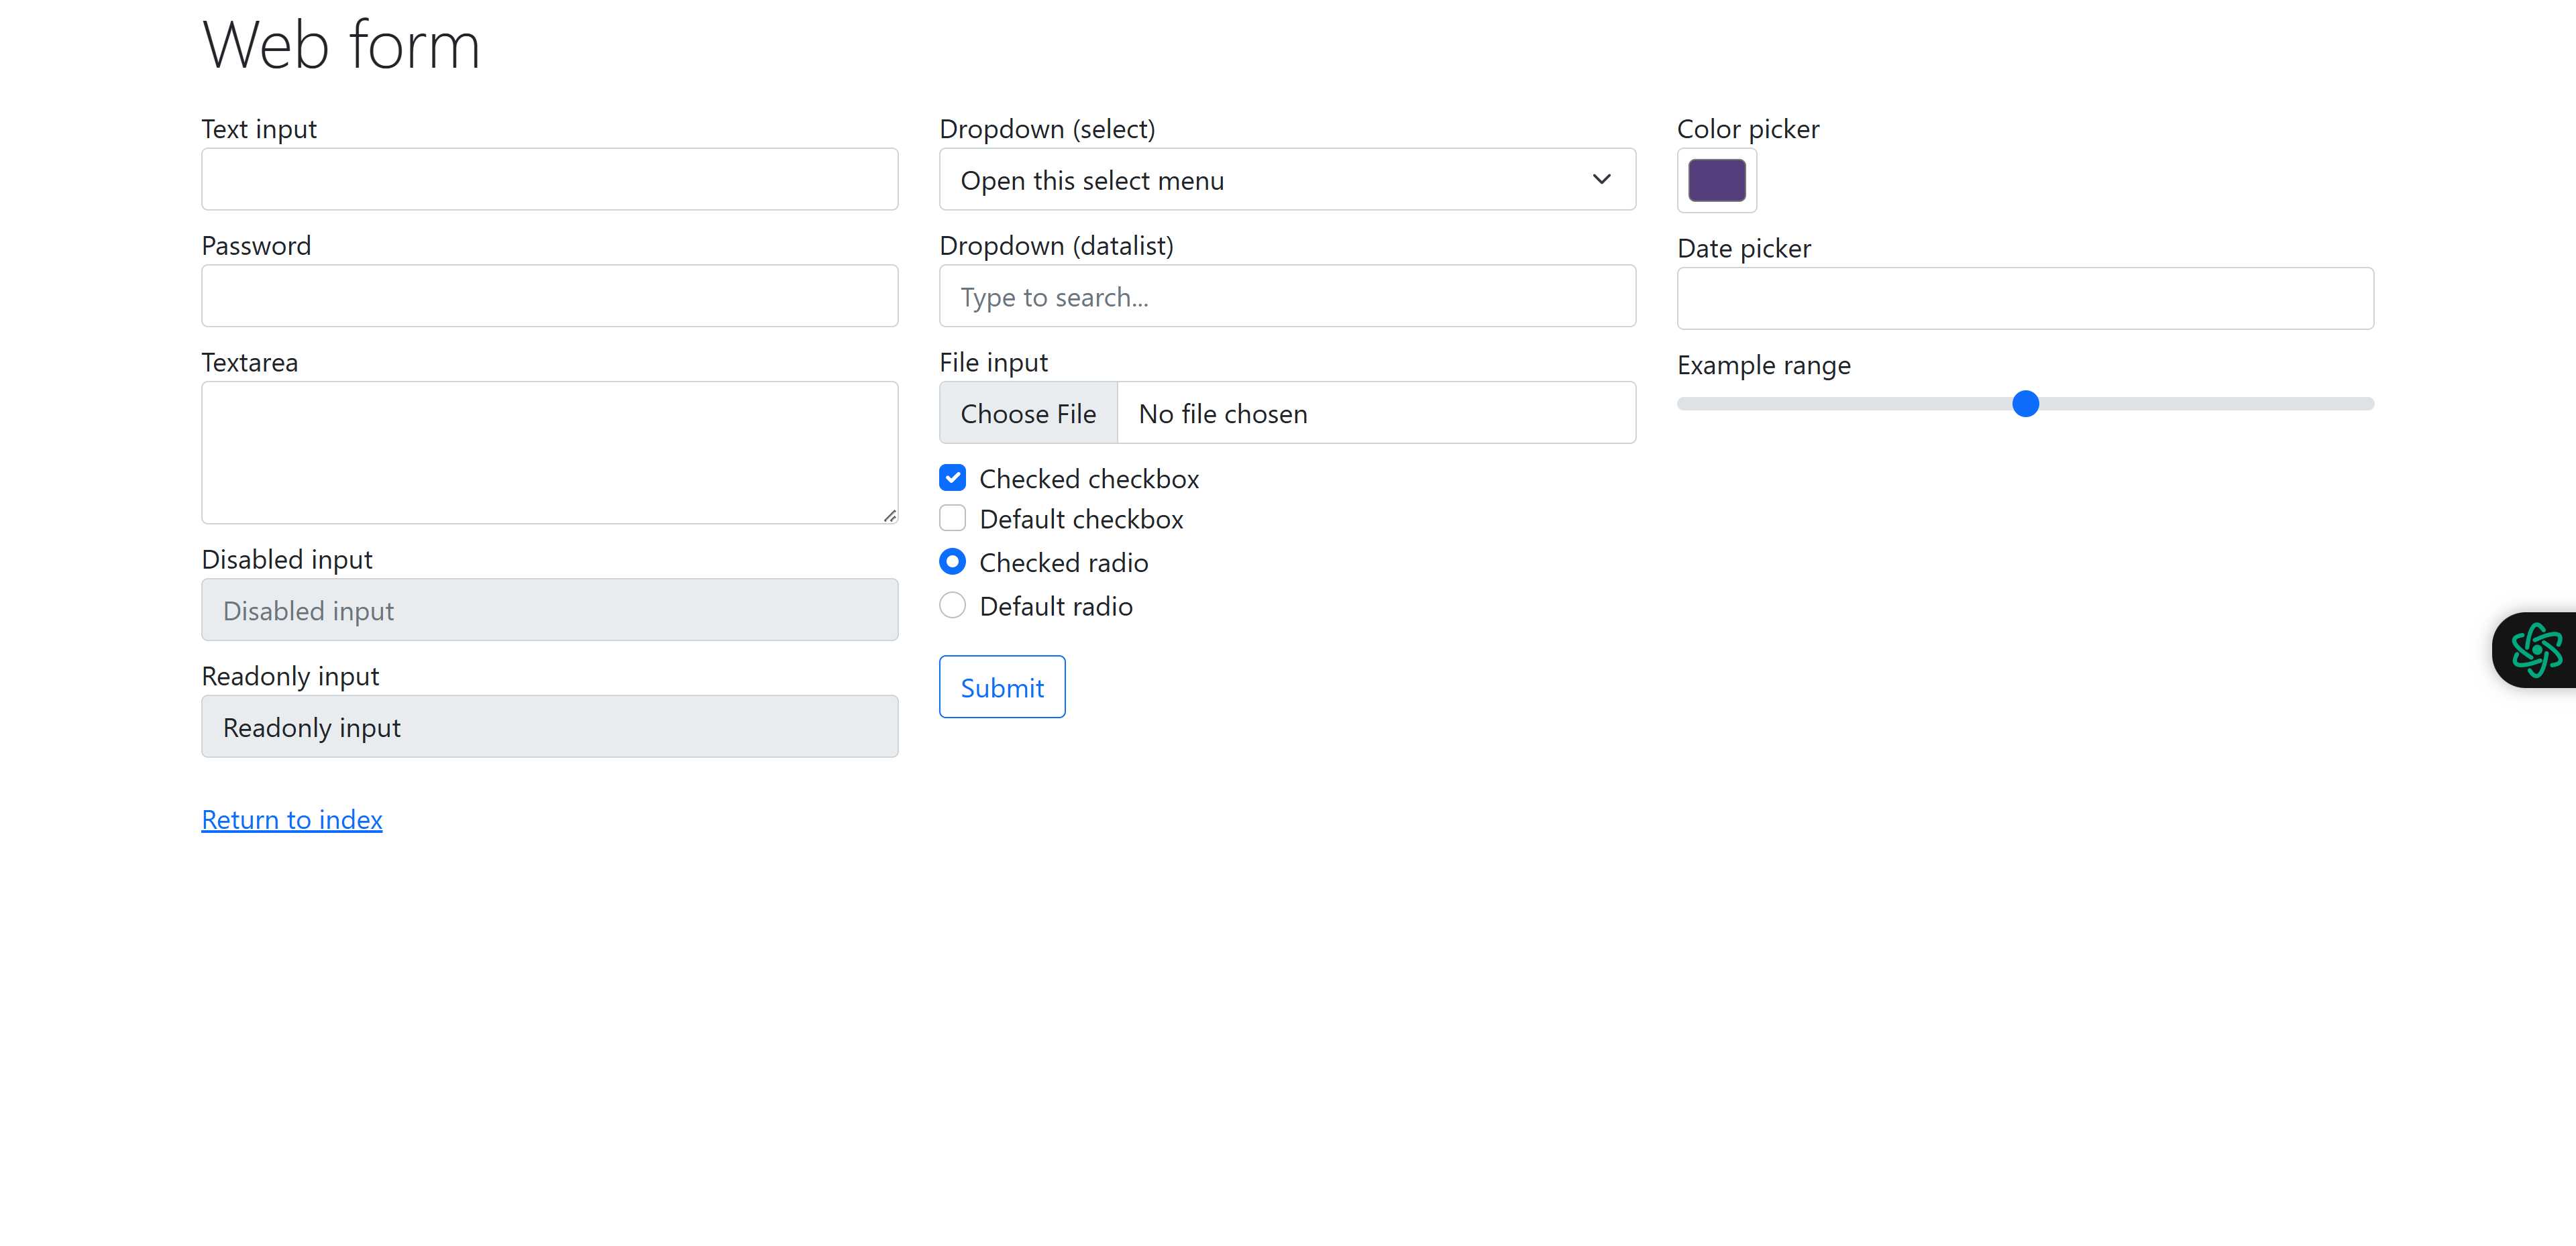 Web form
Text input
Password
Textarea
Disabled input
Disabled input
Readonly input
Readonly input
Return to index
Dropdown (select)
Open this select menu
Dropdown (datalist)
Type to search...
File input
Choose File No file chosen
Checked checkbox
Default checkbox
Checked radio
Default radio
Submit
Color picker
Date picker
Example range